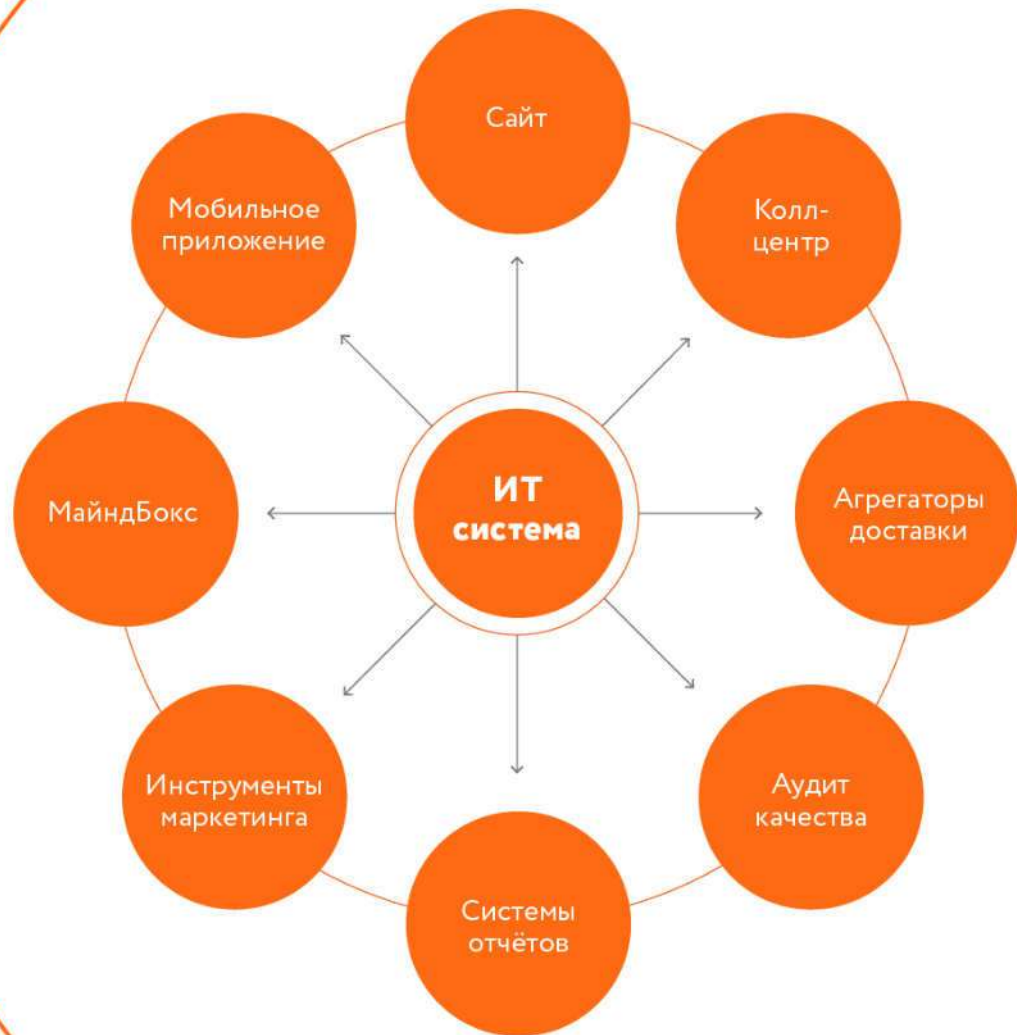 Сайт
Колл-
центр
Агрегаторы
доставки
Аудит
качества
Системы
отчётов
Инструменты
маркетинга
МайндБокс
Мобильное
приложение
ИТ
система